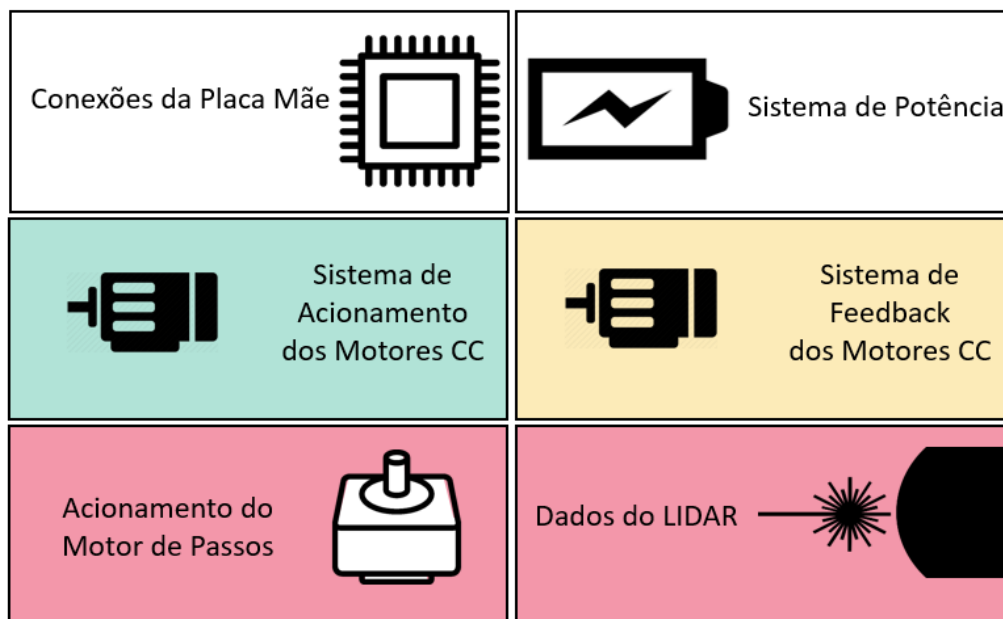 Conexões da Placa Mãe
Sistema de Potência
Sistema de
Acionamento
dos Motores CC
Sistema de
Feedback
dos Motores CC
Acionamento do
Motor de Passos
Dados do LIDAR